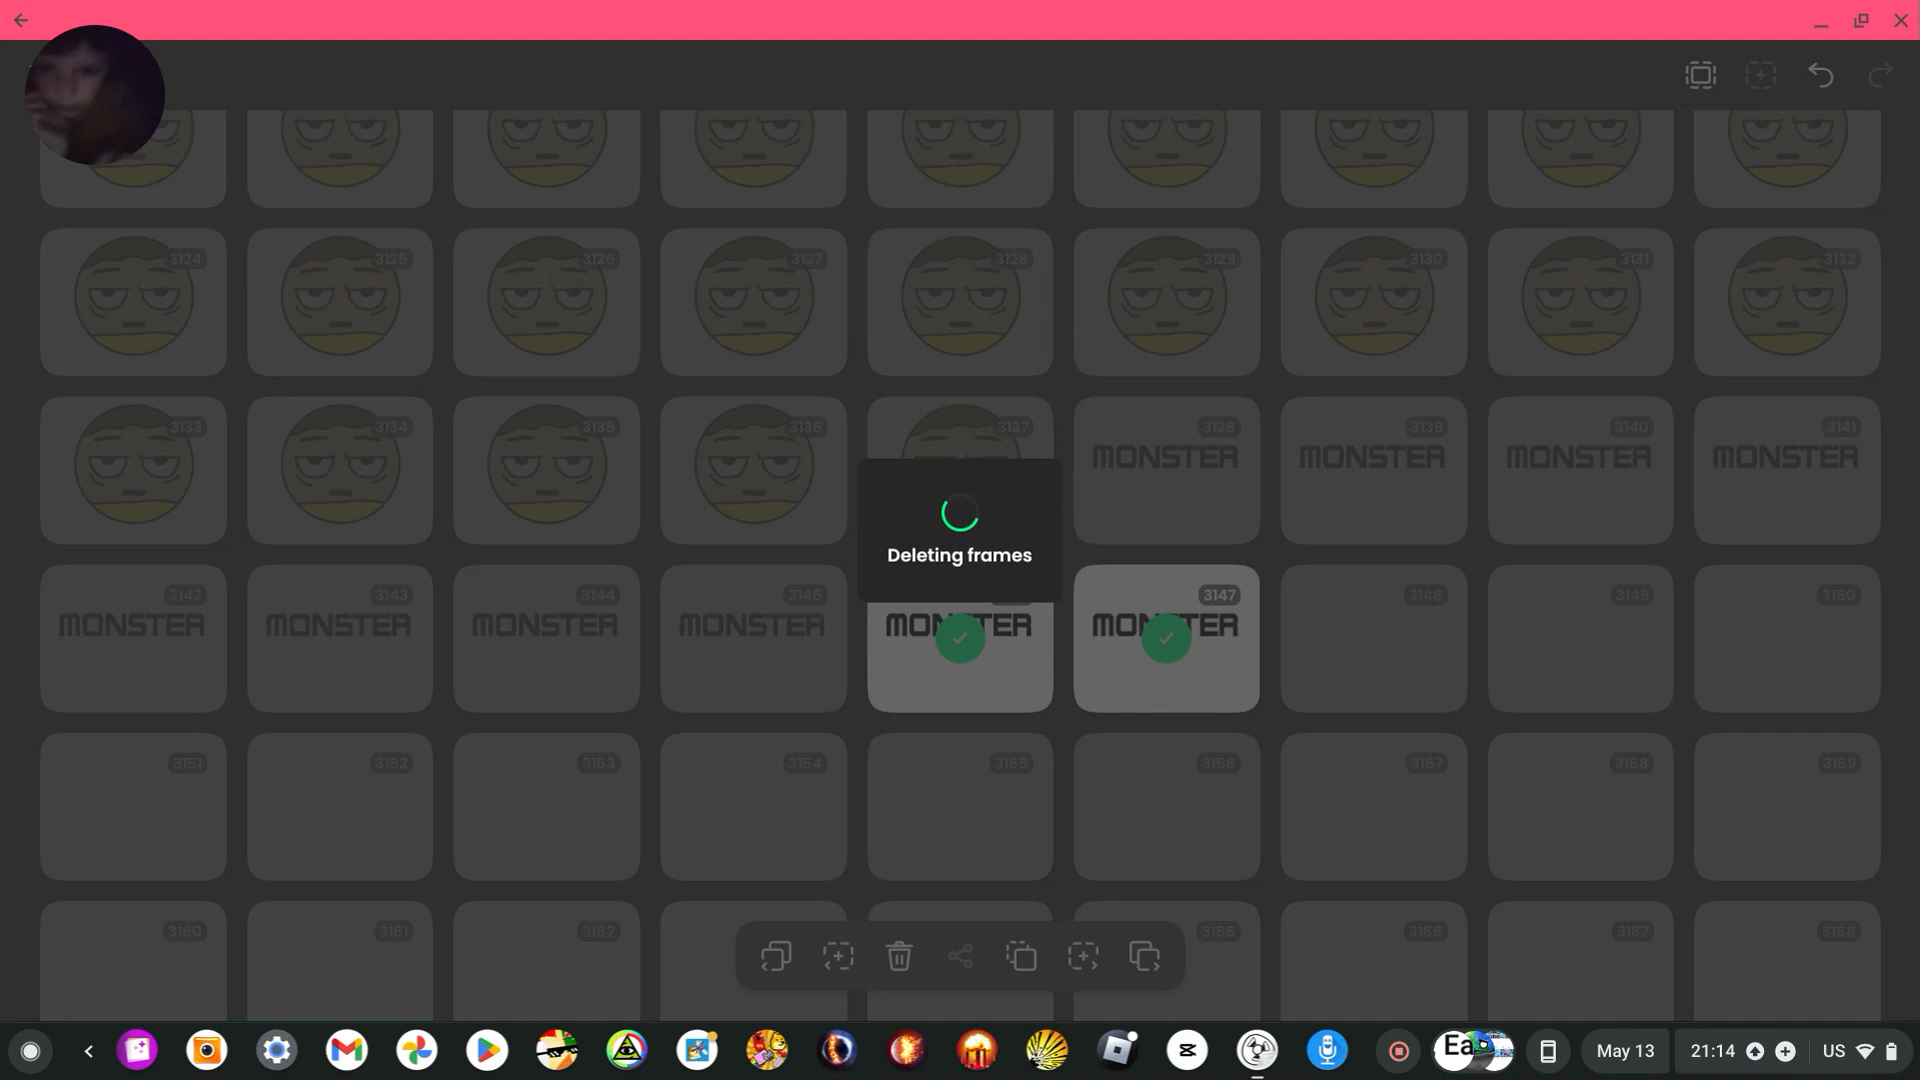 3124 3125 3126 3127 3128 3129 3130 3131 3132
3133 3134 3135 3136 3137 3138 3139 3140 3141
MONSTER MONSTER MONSTER MONSTER
Deleting frames
3142 3143 3144 3145 3147 3148 3149 3150
MONSTER MONSTER MONSTER MONSTER MONSTER MONSTER
3151 3152 3153 3154 3155 3156 3157 3158 3159
3160 3161 3162 3165 3166 3167 3168
Ea
May 13 21:14 US